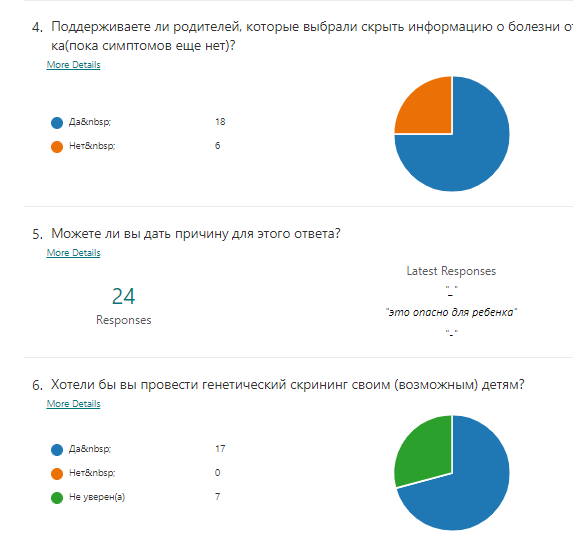 4. Поддерживаете ли родителей, которые выбрали скрыть информацию о болезни от
ка(пока симптомов еще нет)?
More Details
Да&nbsp; 18
Нет&nbsp; 6
5. Можете ли вы дать причину для этого ответа?
More Details
24
Responses
Latest Responses
"_"
"это опасно для ребенка"
"-"
6. Хотели бы вы провести генетический скрининг своим (возможным) детям?
More Details
Да&nbsp; 17
Нет&nbsp; 0
Не уверен(а) 7